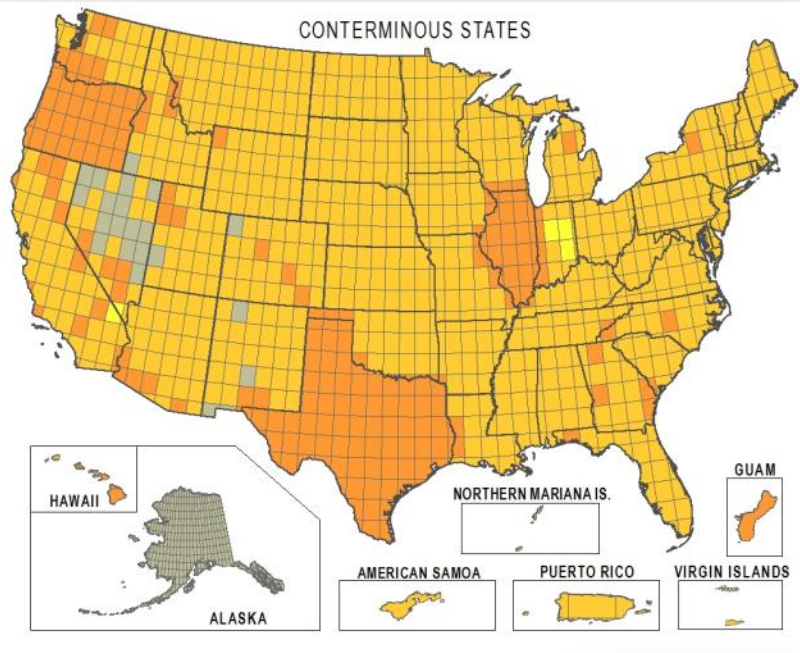 CONTERMINOUS STATES
HAWAII
ALASKA
NORTHERN MARIANA IS.
GUAM
AMERICAN SAMOA
PUERTO RICO
VIRGIN ISLANDS